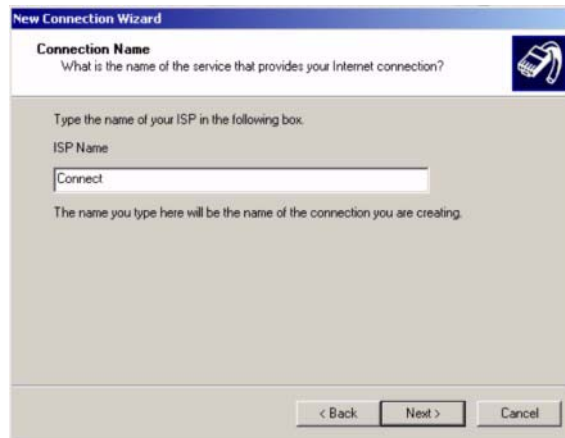 New Connection Wizard
Connection Name
What is the name of the service that provides your Internet connection?
Type the name of your ISP in the following box.
ISP Name
Connect
The name you type here will be the name of the connection you are creating.
< Back
Next >
Cancel